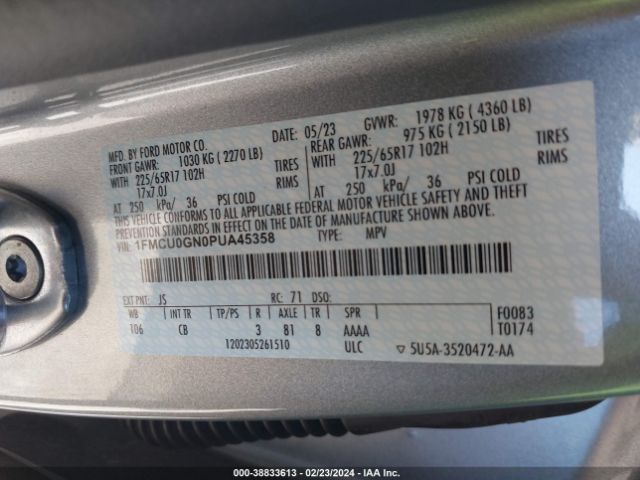 MFD. BY FORD MOTOR CO.
DATE: 05/23 GVWR: 1978 KG ( 4360 LB)
FRONT GAWR: 1030 KG ( 2270 LB)
REAR GAWR: 975 KG ( 2150 LB)
WITH 225/65R17 102H TIRES
WITH 225/65R17 102H TIRES
17x7.0J RIMS
17x7.0J RIMS
AT 250 kPa/ 36 PSI COLD
AT 250 kPa/ 36 PSI COLD
THIS VEHICLE CONFORMS TO ALL APPLICABLE FEDERAL MOTOR VEHICLE SAFETY AND THEFT
PREVENTION STANDARDS IN EFFECT ON THE DATE OF MANUFACTURE SHOWN ABOVE.
VIN: 1FMCU0GN0PUA45358 TYPE: MPV
EXT PNT: JS RC: 71 DSO:
WB INT TR TP/PS R AXLE TR SPR
106 CB 3 81 8 AAAA
F0083
T0174
1202305261510 ULC ▽ 5U5A-3520472-AA
000-38833613 - 02/23/2024 - IAA Inc.